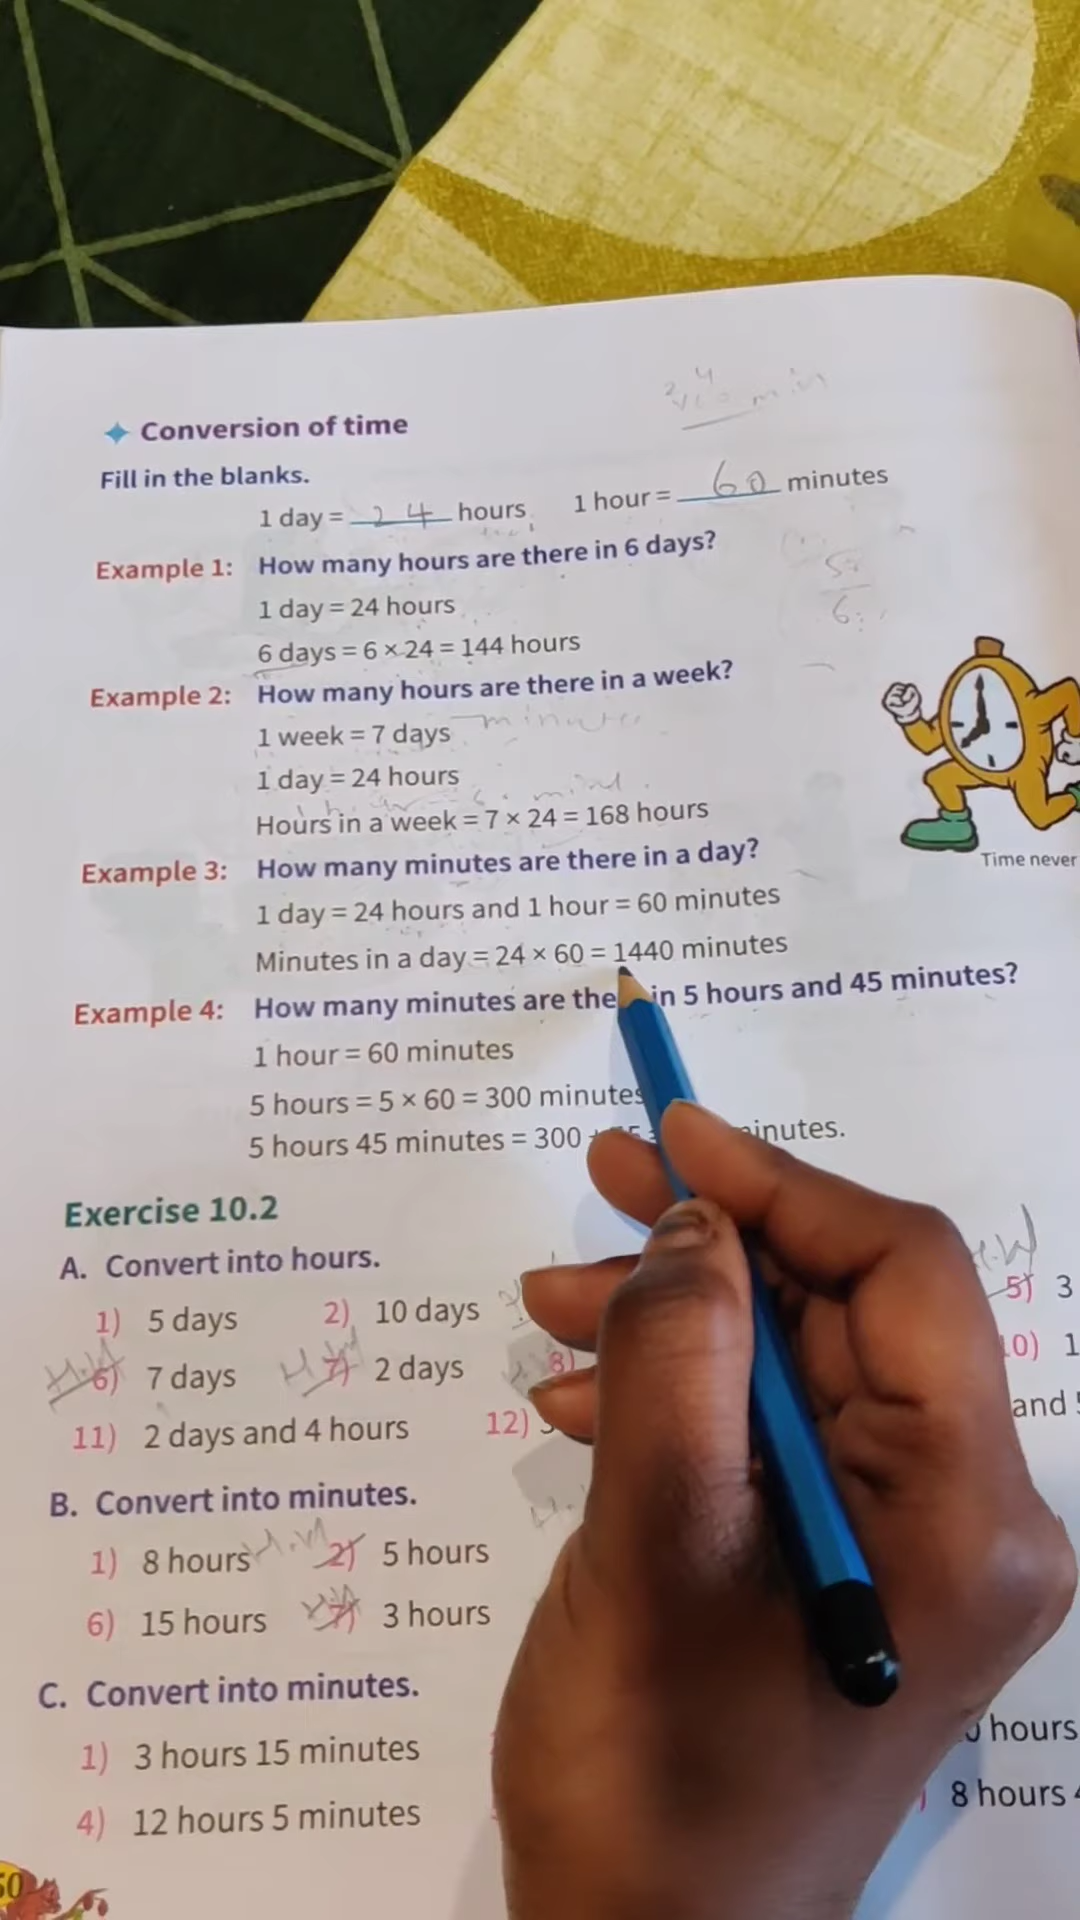 Conversion of time
Fill in the blanks.
1 day = 24 hours 1 hour = 60 minutes
Example 1: How many hours are there in 6 days?
1 day = 24 hours
6 days = 6 × 24 = 144 hours
Example 2: How many hours are there in a week?
1 week = 7 days
1 day = 24 hours
Hours in a week = 7 × 24 = 168 hours
Time never
Example 3: How many minutes are there in a day?
1 day = 24 hours and 1 hour = 60 minutes
Minutes in a day = 24 × 60 = 1440 minutes
Example 4: How many minutes are the in 5 hours and 45 minutes?
1 hour = 60 minutes
5 hours = 5 × 60 = 300 minutes
5 hours 45 minutes = 300 minutes.
Exercise 10.2
A. Convert into hours.
1) 5 days 2) 10 days H.W 5) 3
H.W 6) 7 days H.W 7) 2 days 8) 10) 1
11) 2 days and 4 hours 12) and
B. Convert into minutes.
1) 8 hours H.W 2) 5 hours
6) 15 hours H.W 7) 3 hours
C. Convert into minutes.
1) 3 hours 15 minutes hours
4) 12 hours 5 minutes 8 hours